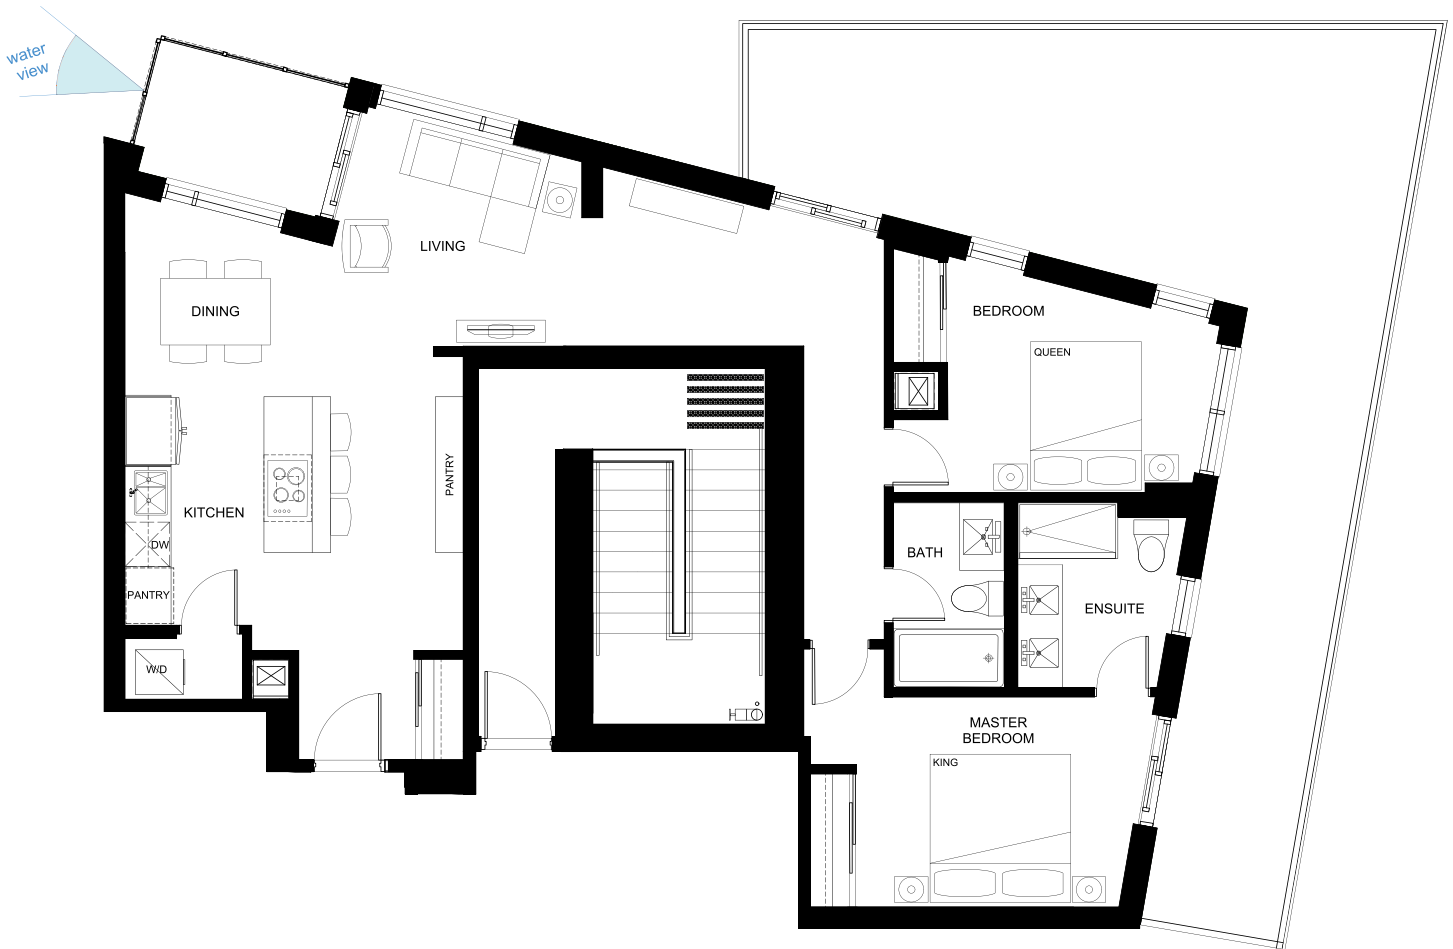 water
view
LIVING
DINING
BEDROOM
QUEEN
PANTRY
KITCHEN
DW
BATH
PANTRY
ENSUITE
W/D
MASTER
BEDROOM
KING